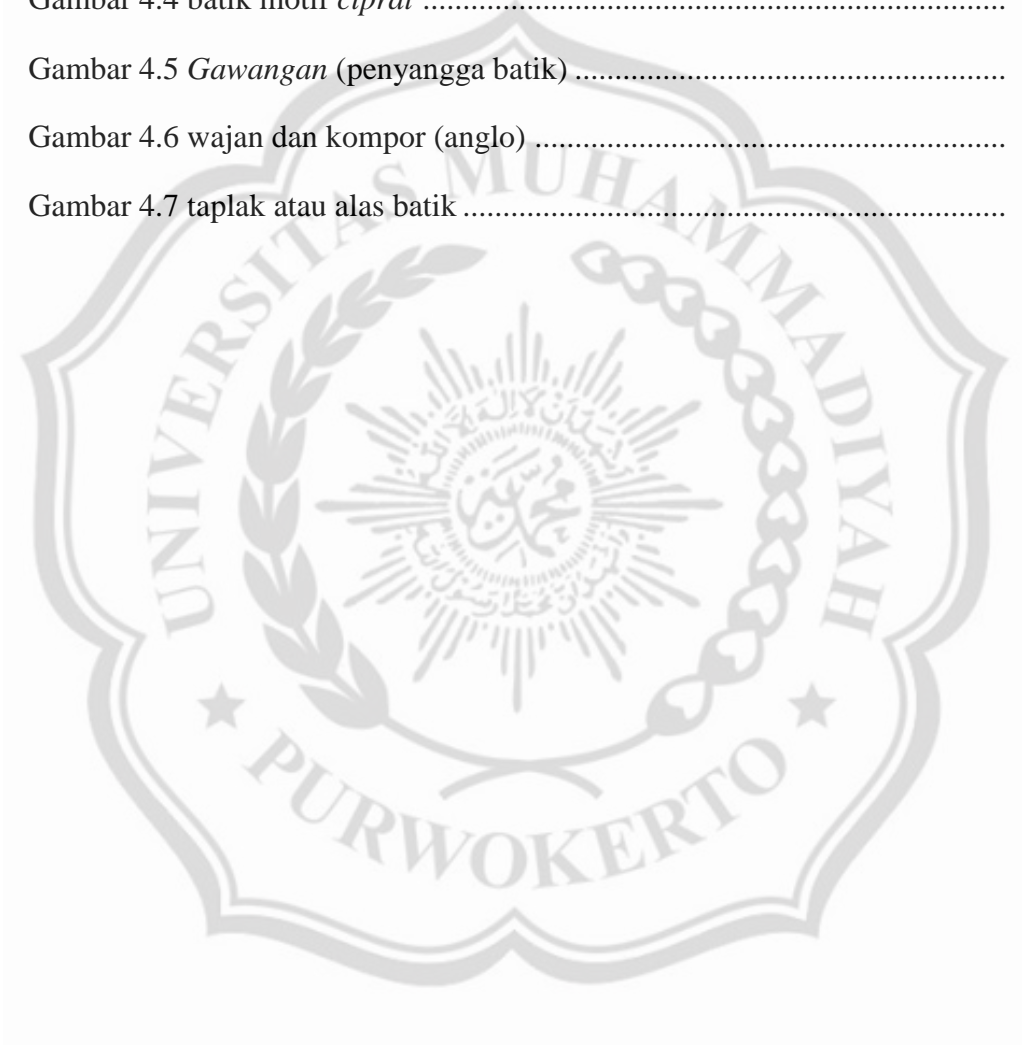 Gambar 4.4 batik motif ciprat ........................................................................
Gambar 4.5 Gawangan (penyangga batik) .....................................................
Gambar 4.6 wajan dan kompor (anglo) ..........................................................
Gambar 4.7 taplak atau alas batik ...................................................................
UNIVERSITAS MUHAMMADIYAH
PURWOKERTO
محمد